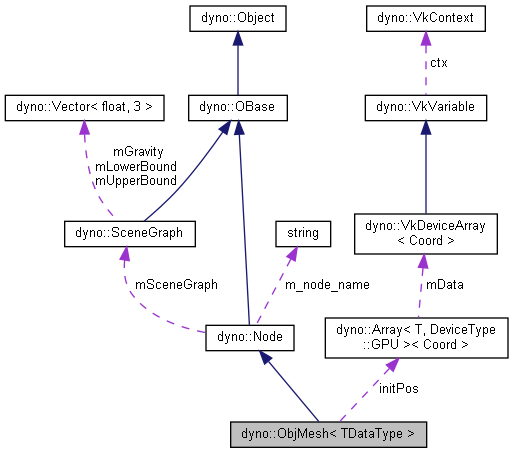 dyno::Object
dyno::VkContext
ctx
dyno::Vector< float, 3 >
dyno::OBase
dyno::VkVariable
mGravity
mLowerBound
mUpperBound
dyno::SceneGraph
string
dyno::VkDeviceArray
< Coord >
mSceneGraph
m_node_name
mData
dyno::Node
dyno::Array< T, DeviceType
::GPU >< Coord >
initPos
dyno::ObjMesh< TDataType >